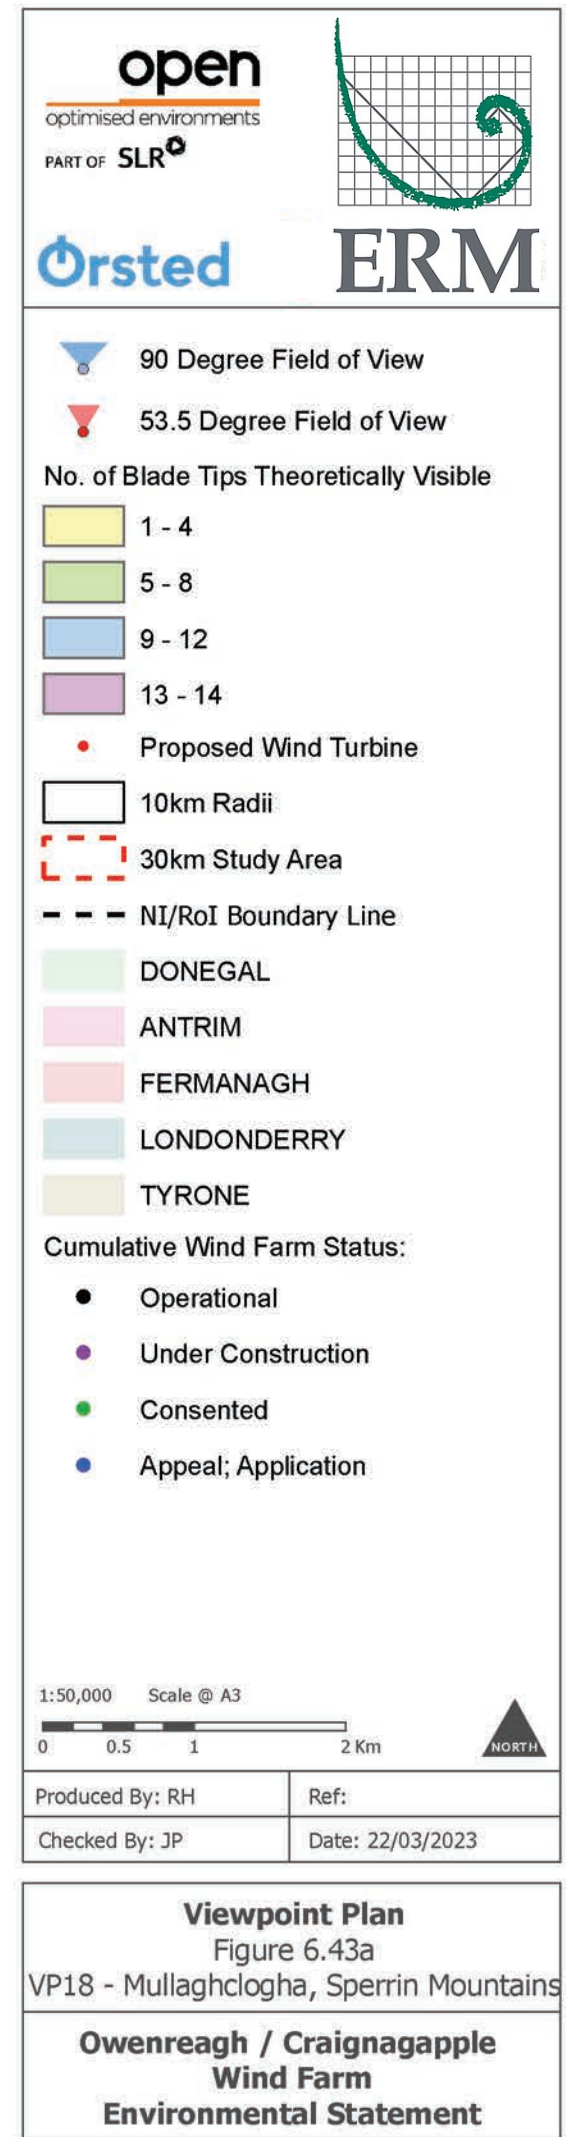 open
optimised environments
PART OF SLR
Ørsted
ERM
90 Degree Field of View
53.5 Degree Field of View
No. of Blade Tips Theoretically Visible
1 - 4
5 - 8
9 - 12
13 - 14
Proposed Wind Turbine
10km Radii
30km Study Area
NI/RoI Boundary Line
DONEGAL
ANTRIM
FERMANAGH
LONDONDERRY
TYRONE
Cumulative Wind Farm Status:
Operational
Under Construction
Consented
Appeal; Application
1:50,000 Scale @ A3
0 0.5 1 2 Km
NORTH
Produced By: RH Ref:
Checked By: JP Date: 22/03/2023
Viewpoint Plan
Figure 6.43a
VP18 - Mullaghclogha, Sperrin Mountains
Owenreagh / Craignagapple
Wind Farm
Environmental Statement